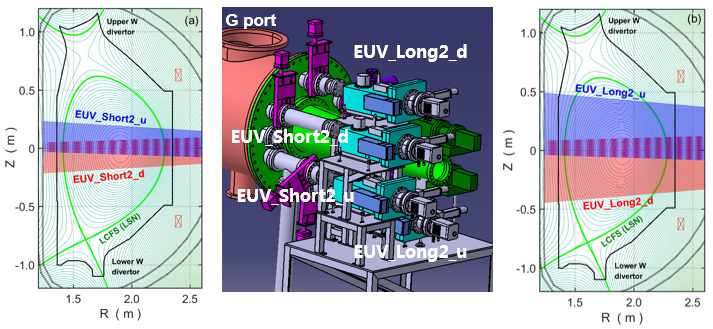 (a)
Upper W
divertor
EUV_Short2_u
EUV_Short2_d
LCFS (LSN)
Lower W
divertor
1.0
0.5
0
-0.5
-1.0
Z ( m )
1.5
2.0
2.5
R ( m )
G port
EUV_Long2_d
EUV_Short2_d
EUV_Short2_u
EUV_Long2_u
(b)
Upper W
divertor
EUV_Long2_u
EUV_Long2_d
LCFS (LSN)
Lower W
divertor
1.0
0.5
0
-0.5
-1.0
Z ( m )
1.5
2.0
2.5
R ( m )